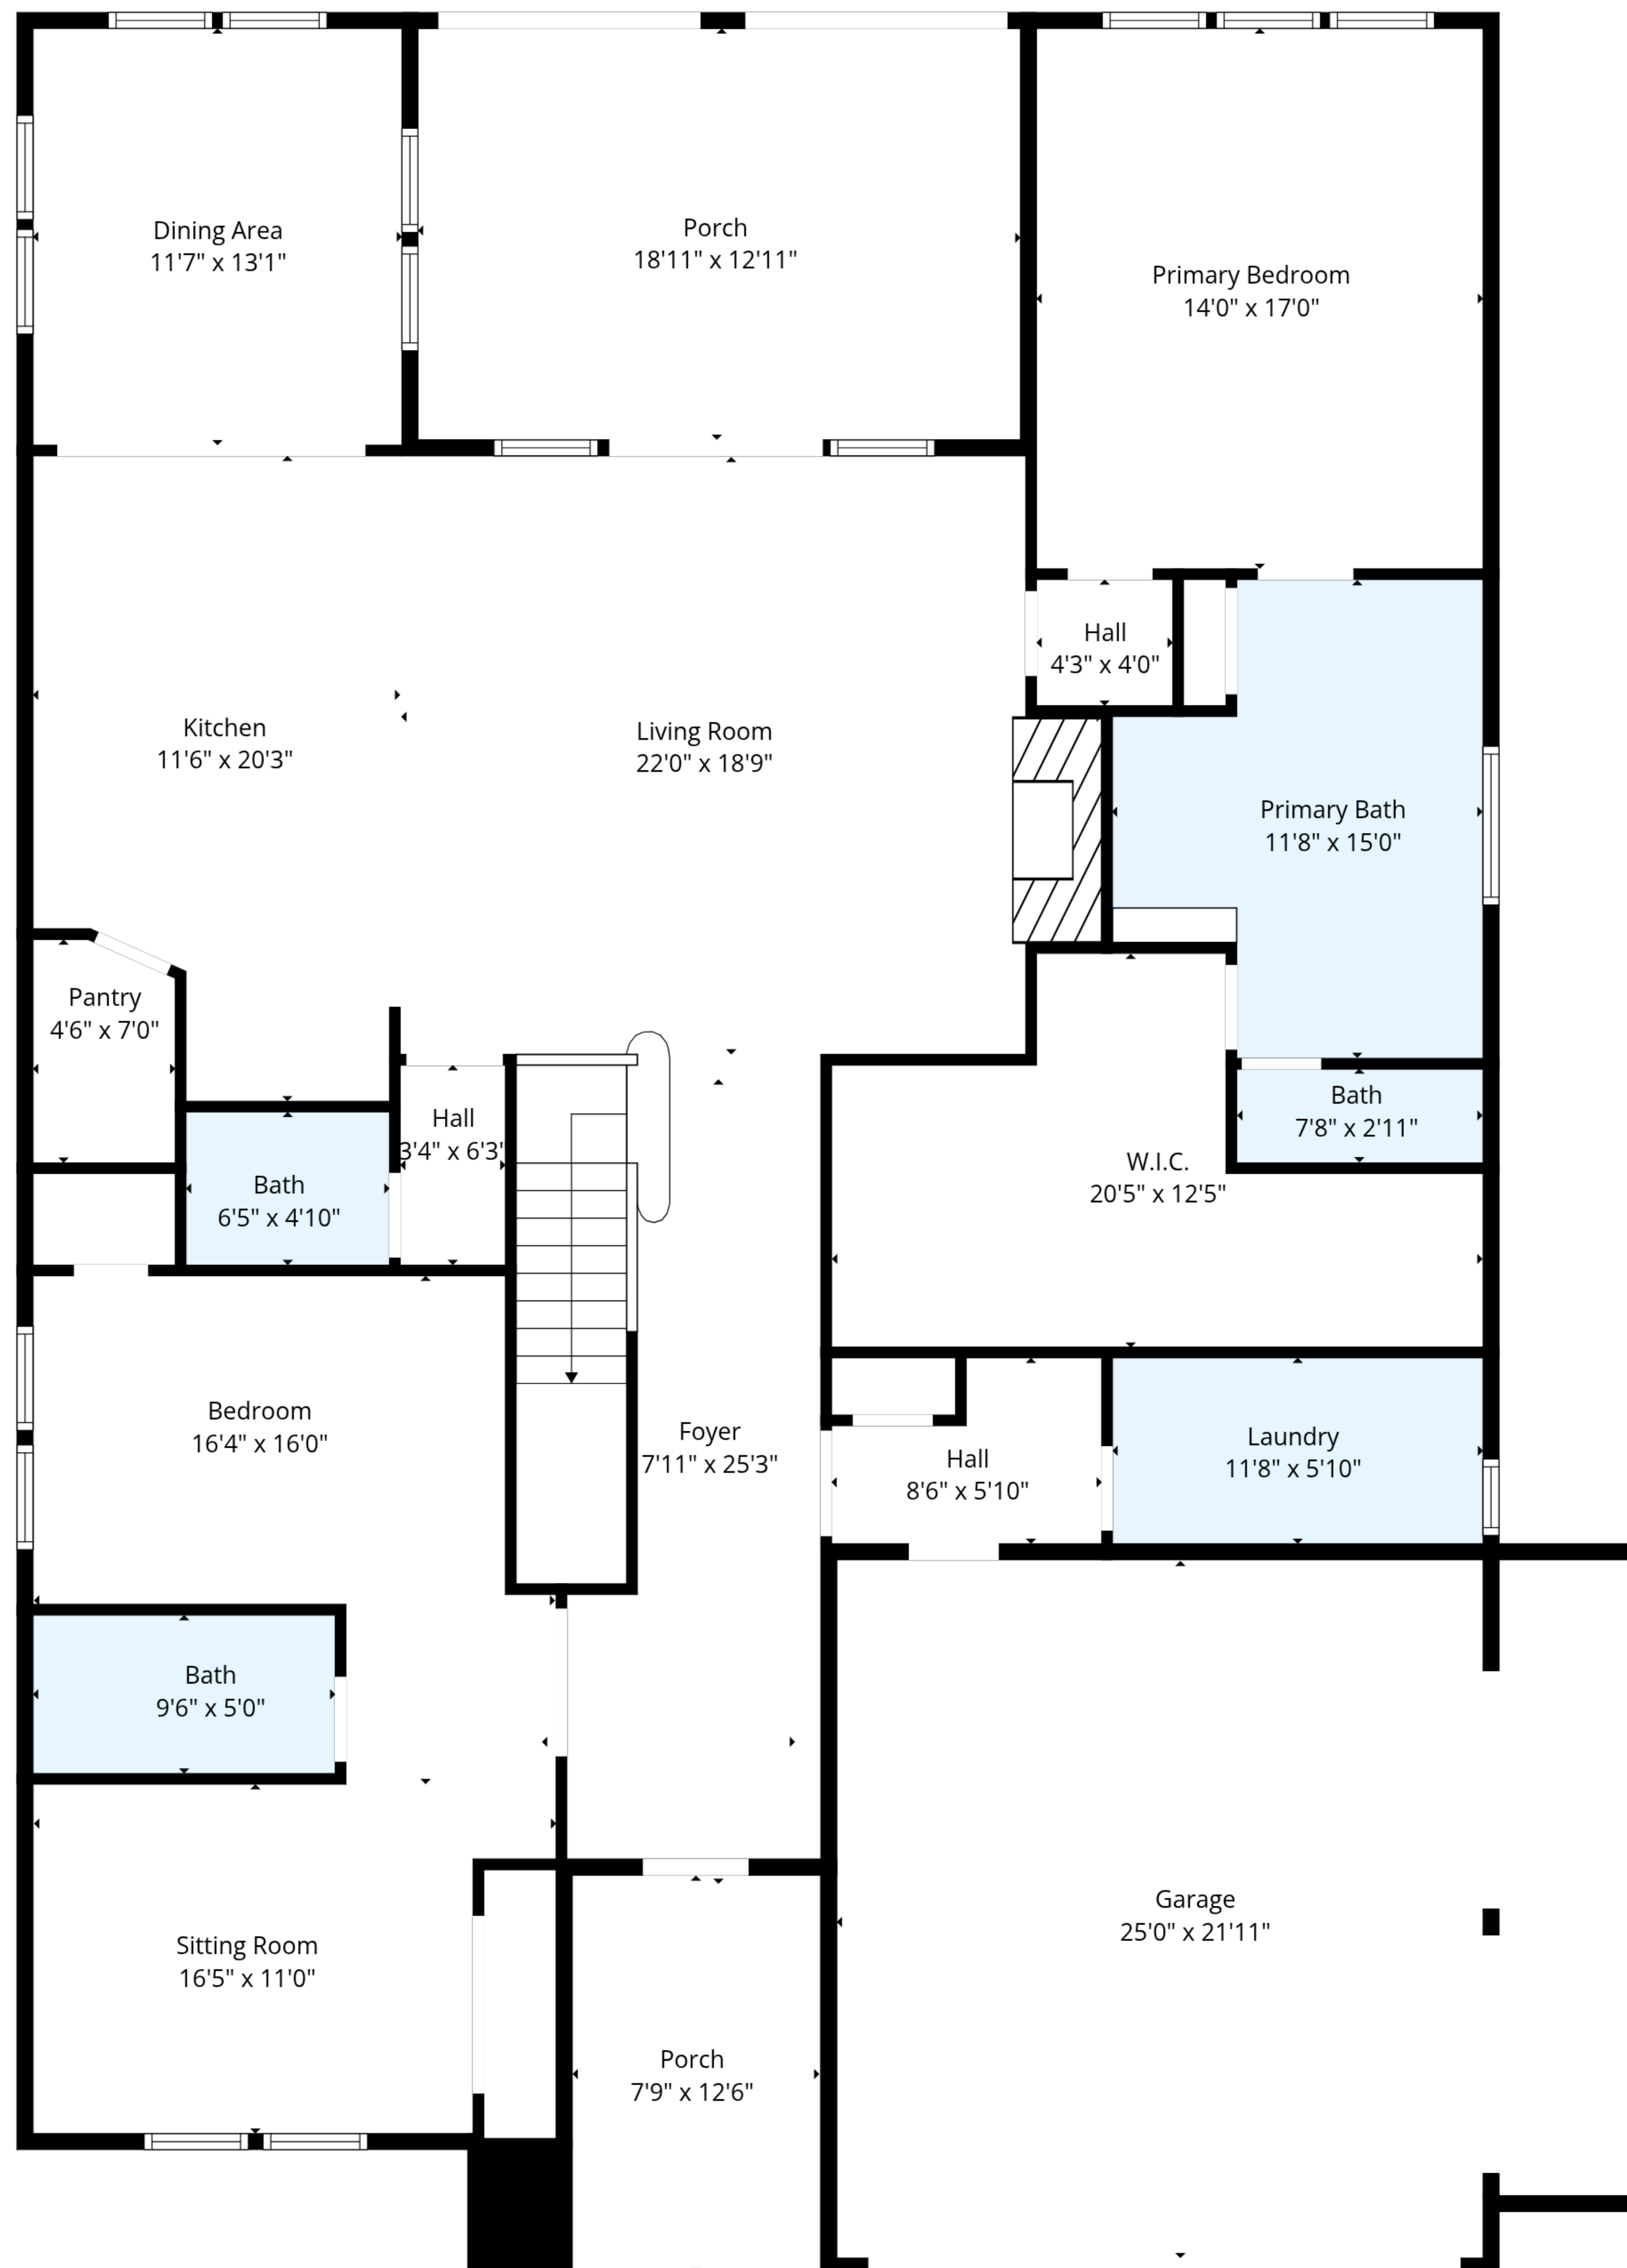 Dining Area
11'7" x 13'1"
Porch
18'11" x 12'11"
Primary Bedroom
14'0" x 17'0"
Hall
4'3" x 4'0"
Kitchen
11'6" x 20'3"
Living Room
22'0" x 18'9"
Primary Bath
11'8" x 15'0"
Pantry
4'6" x 7'0"
Hall
3'4" x 6'3"
Bath
7'8" x 2'11"
Bath
6'5" x 4'10"
W.I.C.
20'5" x 12'5"
Bedroom
16'4" x 16'0"
Foyer
7'11" x 25'3"
Hall
8'6" x 5'10"
Laundry
11'8" x 5'10"
Bath
9'6" x 5'0"
Garage
25'0" x 21'11"
Sitting Room
16'5" x 11'0"
Porch
7'9" x 12'6"